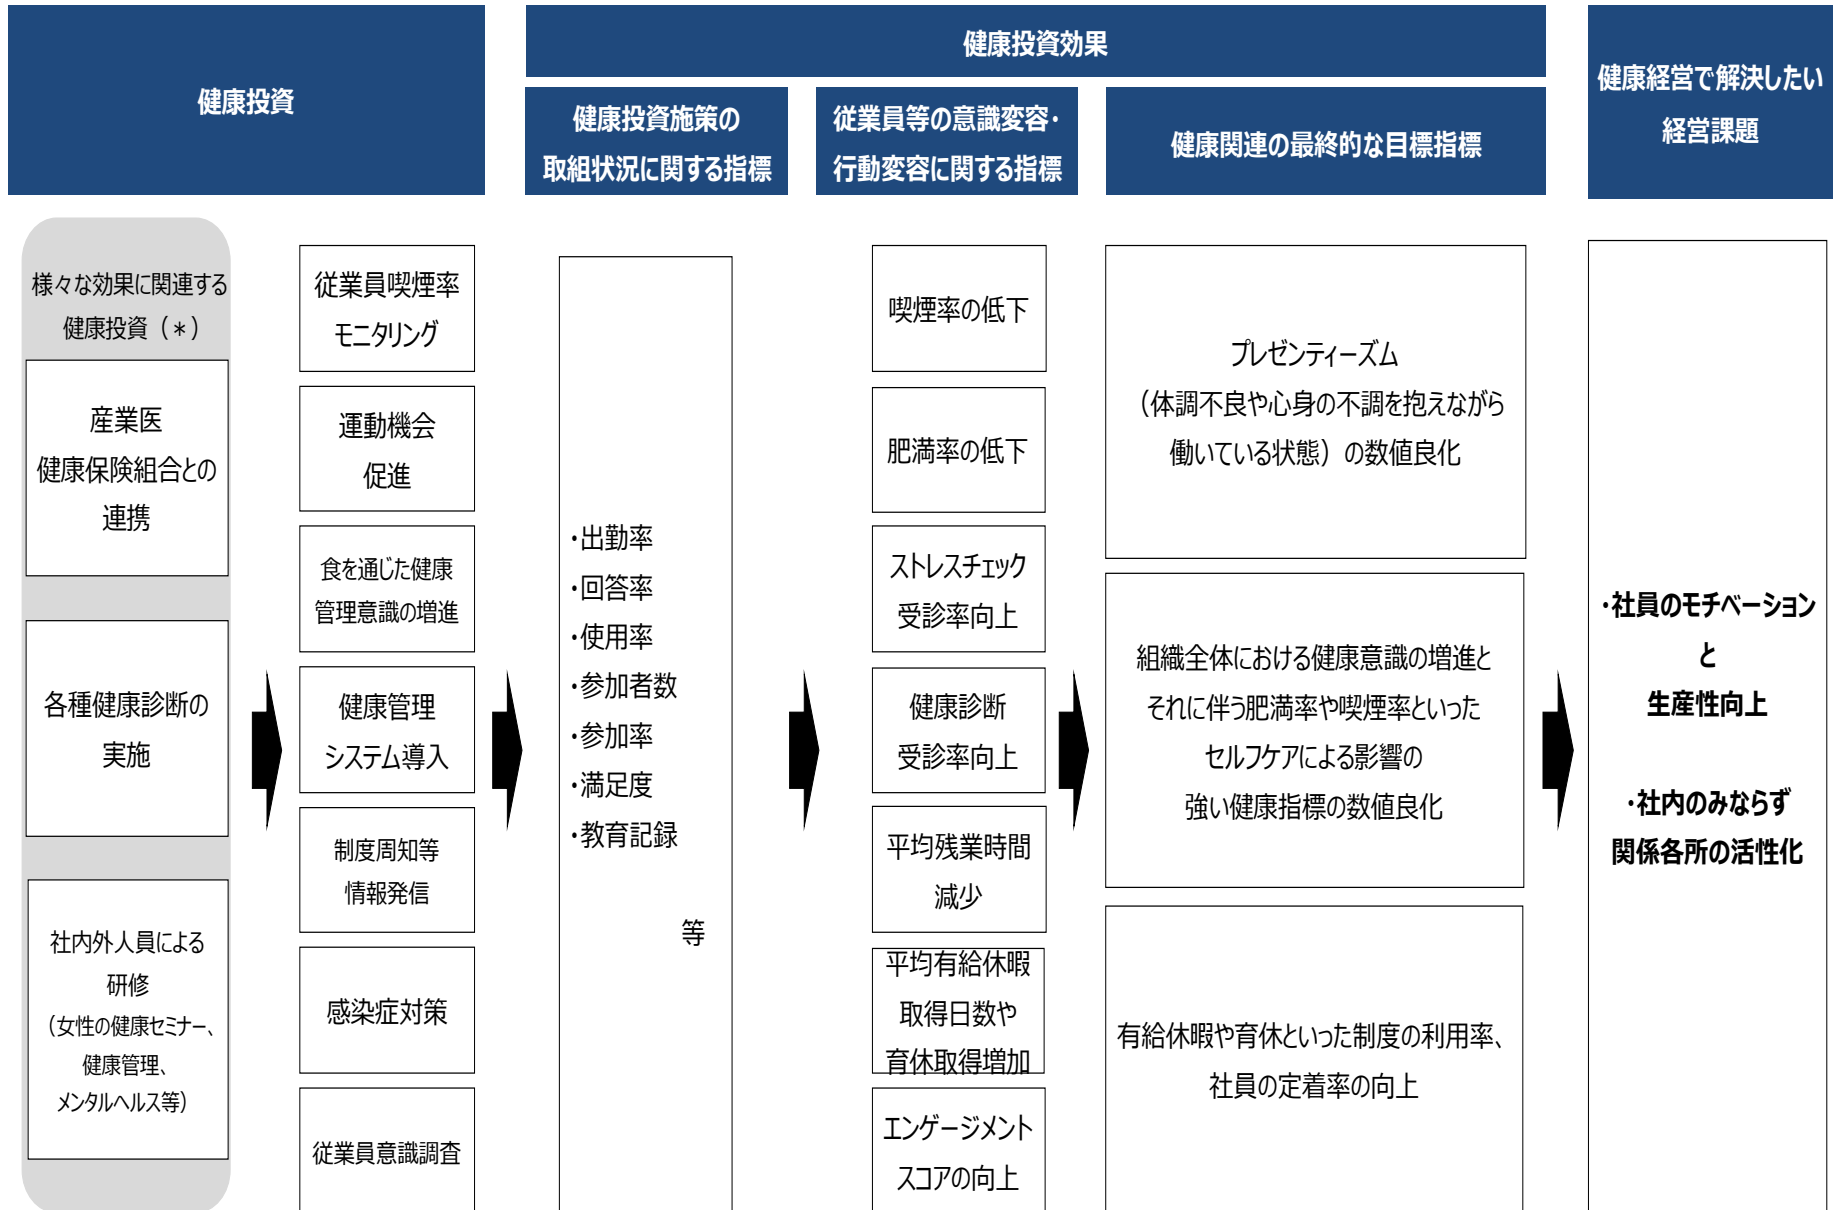 健康投資
健康投資効果
健康投資施策の
取組状況に関する指標
従業員等の意識変容・
行動変容に関する指標
健康関連の最終的な目標指標
健康経営で解決したい
経営課題
様々な効果に関連する
健康投資（＊）
産業医
健康保険組合との
連携
各種健康診断の
実施
社内外人員による
研修
（女性の健康セミナー、
健康管理、
メンタルヘルス等）
従業員喫煙率
モニタリング
運動機会
促進
食を通じた健康
管理意識の増進
健康管理
システム導入
制度周知等
情報発信
感染症対策
従業員意識調査
・出勤率
・回答率
・使用率
・参加者数
・参加率
・満足度
・教育記録
等
喫煙率の低下
肥満率の低下
ストレスチェック
受診率向上
健康診断
受診率向上
平均残業時間
減少
平均有給休暇
取得日数や
育休取得増加
エンゲージメント
スコアの向上
プレゼンティーズム
（体調不良や心身の不調を抱えながら
働いている状態）の数値良化
組織全体における健康意識の増進と
それに伴う肥満率や喫煙率といった
セルフケアによる影響の
強い健康指標の数値良化
有給休暇や育休といった制度の利用率、
社員の定着率の向上
・社員のモチベーション
と
生産性向上
・社内のみならず
関係各所の活性化